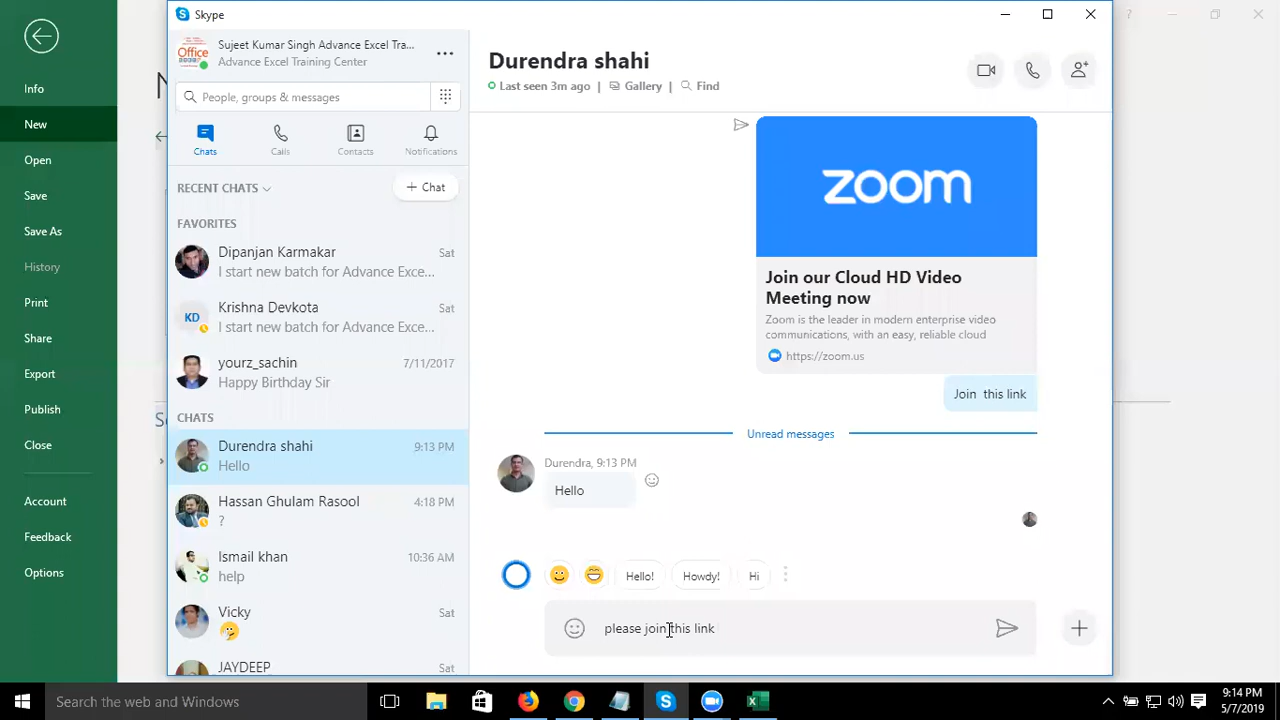 Info
New
Open
Save
Save As
History
Print
Share
Export
Publish
Close
Account
Feedback
Options
Skype
Office
Sujeet Kumar Singh Advance Excel Tra...
Advance Excel Training Center
People, groups & messages
Chats
Calls
Contacts
Notifications
RECENT CHATS
+ Chat
FAVORITES
Dipanjan Karmakar
Sat
I start new batch for Advance Exce...
KD
Krishna Devkota
Sat
I start new batch for Advance Exce...
yourz_sachin
7/11/2017
Happy Birthday Sir
CHATS
Durendra shahi
9:13 PM
Hello
Hassan Ghulam Rasool
4:18 PM
?
Ismail khan
10:36 AM
help
Vicky
Sat
JAYDEEP
Sat
Durendra shahi
Last seen 3m ago | Gallery | Find
zoom
Join our Cloud HD Video
Meeting now
Zoom is the leader in modern enterprise video
communications, with an easy, reliable cloud
https://zoom.us
Join this link
Unread messages
Durendra, 9:13 PM
Hello
Hello!
Howdy!
Hi
please join this link
Search the web and Windows
9:14 PM
5/7/2019